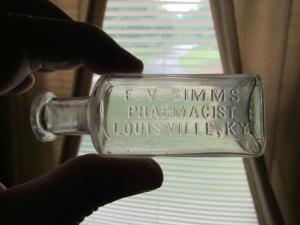 F. V. SIMMS
PHARMACIST
LOUISVILLE, KY.